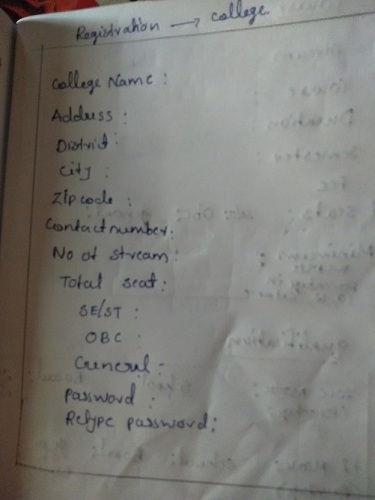 Registration → college
College Name :
Address :
District :
City :
Zip code :
Contact number:
No of stream :
Total seat :
SE/ST :
OBC :
General :
Password :
Retype password :